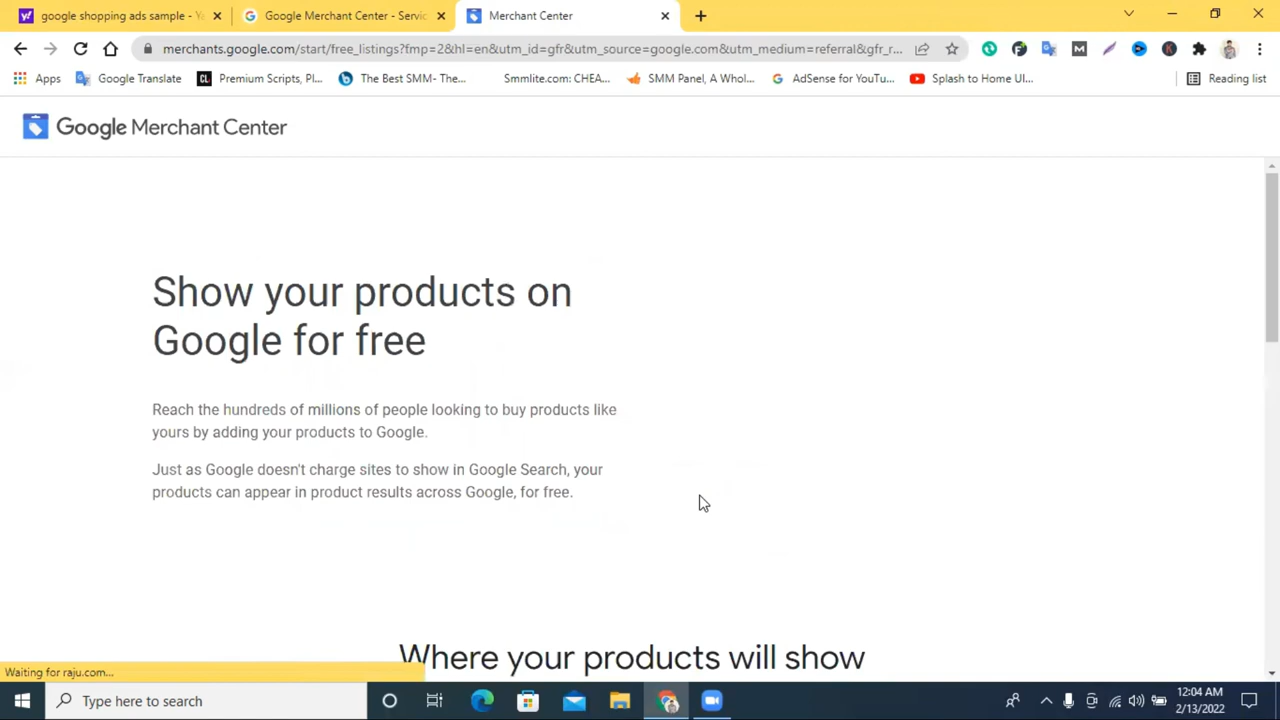 google shopping ads sample - Ya
Google Merchant Center - Servic
Merchant Center
merchants.google.com/start/free_listings?fmp=2&hl=en&utm_id=gfr&utm_source=google.com&utm_medium=referral&gfr_r...
Apps
Google Translate
CL
Premium Scripts, Pl...
The Best SMM- The...
Smmlite.com: CHEA...
SMM Panel, A Whol...
AdSense for YouTu...
Splash to Home UI...
Reading list
Google Merchant Center
Show your products on
Google for free
Reach the hundreds of millions of people looking to buy products like
yours by adding your products to Google.
Just as Google doesn't charge sites to show in Google Search, your
products can appear in product results across Google, for free.
Where your products will show
Waiting for raju.com...
Type here to search
12:04 AM
2/13/2022